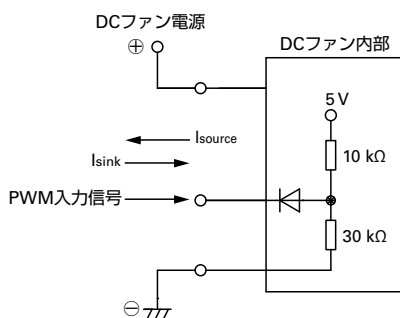 DCファン電源
⊕
DCファン内部
5 V
Isource
10 kΩ
Isink
PWM入力信号
30 kΩ
⊖